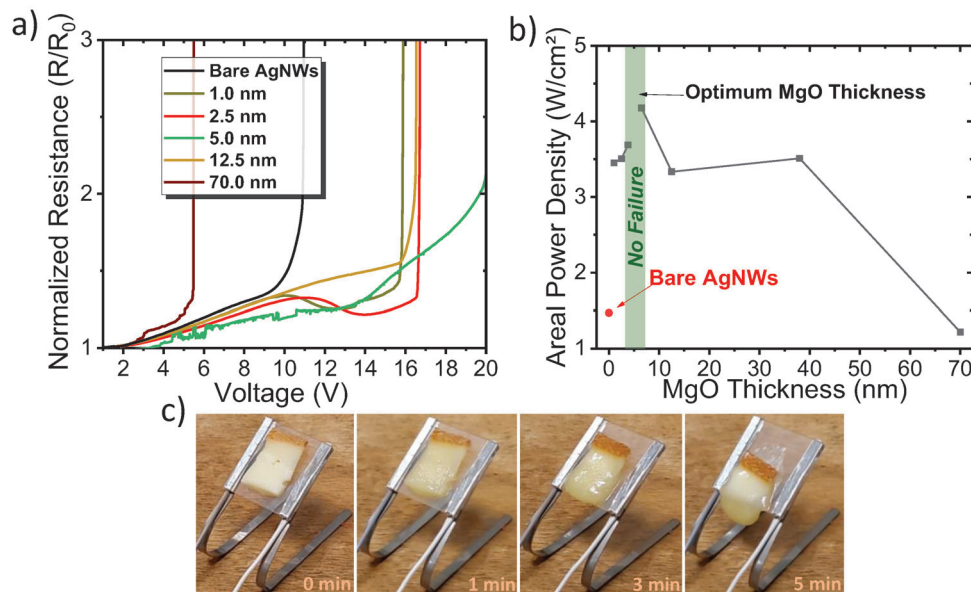 a)
Normalized Resistance (R/R₀)
3
2
1
Bare AgNWs
1.0 nm
2.5 nm
5.0 nm
12.5 nm
70.0 nm
2 4 6 8 10 12 14 16 18 20
Voltage (V)
b)
Areal Power Density (W/cm²)
5
4
3
2
1
Optimum MgO Thickness
No Failure
Bare AgNWs
0 10 20 30 40 50 60 70
MgO Thickness (nm)
c)
0 min
1 min
3 min
5 min